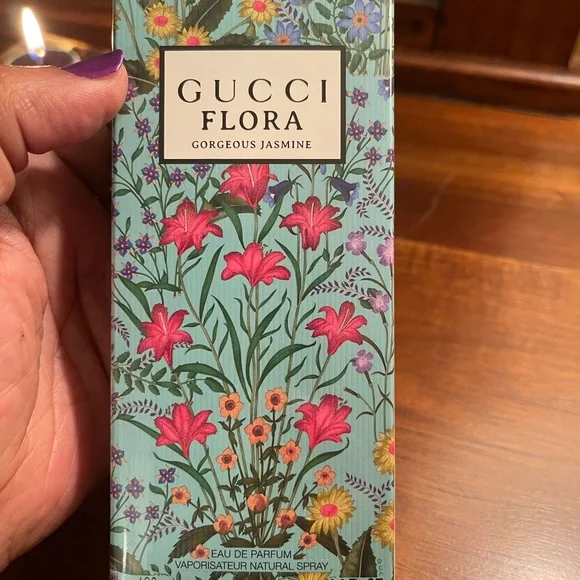 GUCCI
FLORA
GORGEOUS JASMINE
EAU DE PARFUM
VAPORISATEUR NATURAL SPRAY